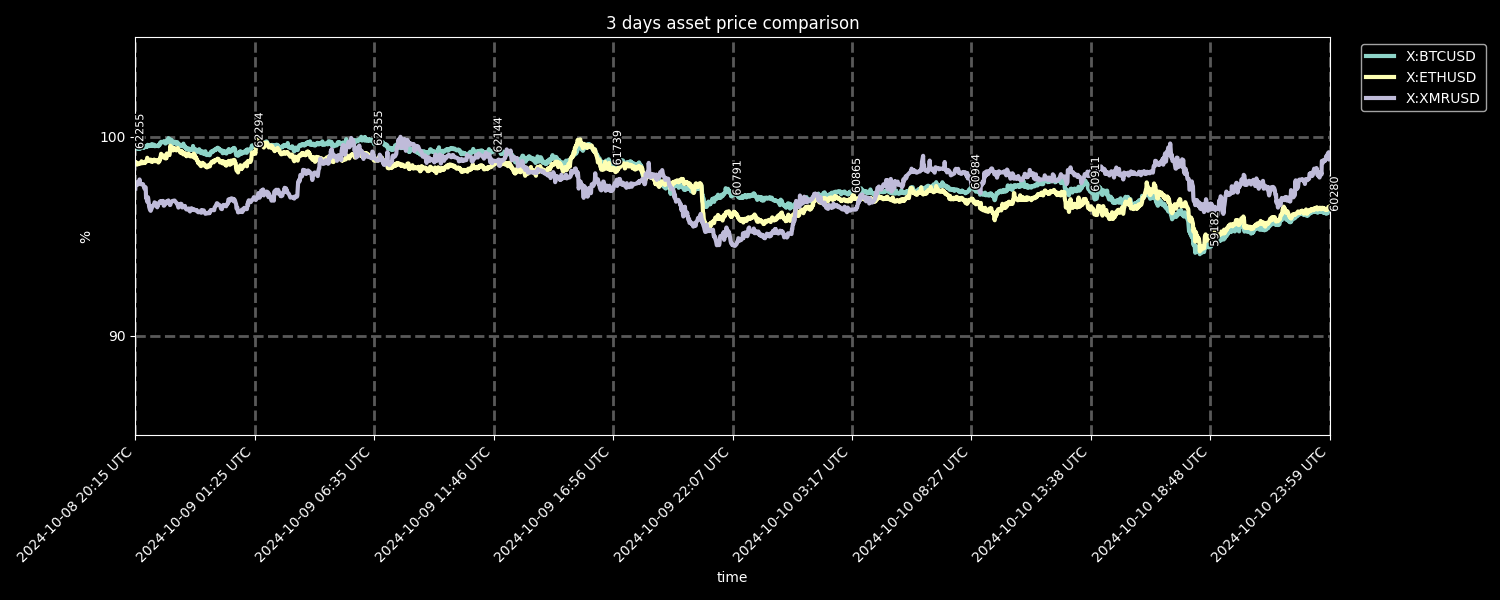 3 days asset price comparison
X:BTCUSD
X:ETHUSD
X:XMRUSD
100
90
%
62255
62294
62355
62144
61739
60791
60865
60984
60911
59182
60280
2024-10-08 20:15 UTC
2024-10-09 01:25 UTC
2024-10-09 06:35 UTC
2024-10-09 11:46 UTC
2024-10-09 16:56 UTC
2024-10-09 22:07 UTC
2024-10-10 03:17 UTC
2024-10-10 08:27 UTC
2024-10-10 13:38 UTC
2024-10-10 18:48 UTC
2024-10-10 23:59 UTC
time